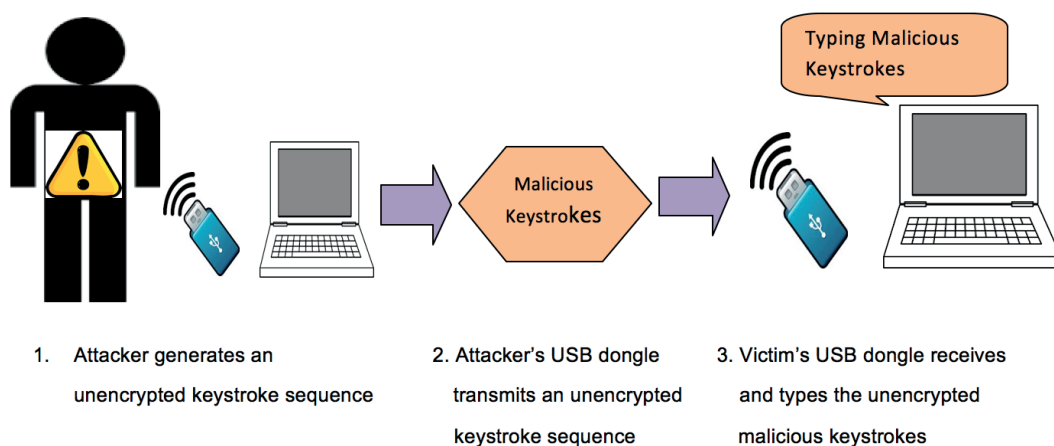 Typing Malicious
Keystrokes
Malicious
Keystrokes
1. Attacker generates an
unencrypted keystroke sequence
2. Attacker's USB dongle
transmits an unencrypted
keystroke sequence
3. Victim's USB dongle receives
and types the unencrypted
malicious keystrokes